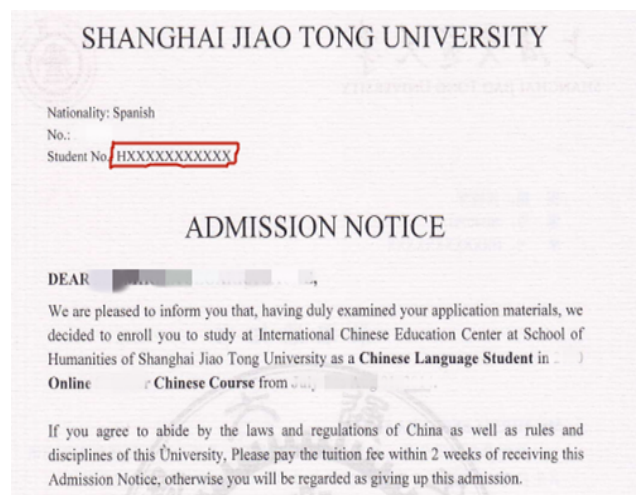 SHANGHAI JIAO TONG UNIVERSITY
Nationality: Spanish
No.:
Student No. HXXXXXXXXXXX
ADMISSION NOTICE
DEAR ,
We are pleased to inform you that, having duly examined your application materials, we
decided to enroll you to study at International Chinese Education Center at School of
Humanities of Shanghai Jiao Tong University as a Chinese Language Student in
Online Chinese Course from
If you agree to abide by the laws and regulations of China as well as rules and
disciplines of this University, Please pay the tuition fee within 2 weeks of receiving this
Admission Notice, otherwise you will be regarded as giving up this admission.